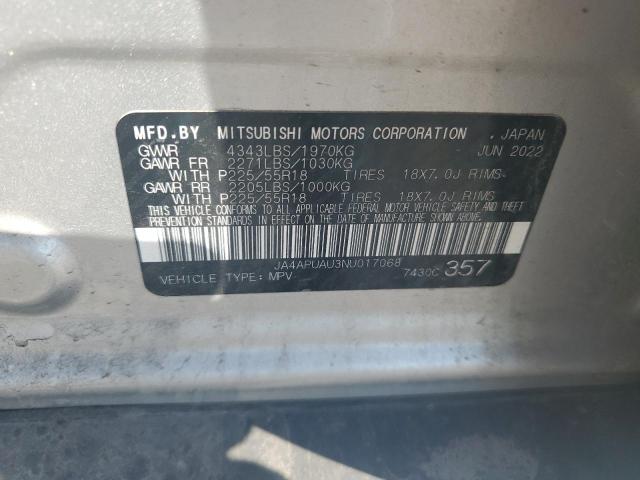 MFD.BY MITSUBISHI MOTORS CORPORATION . JAPAN
GVWR 4343LBS/1970KG JUN 2022
GAWR FR 2271LBS/1030KG
WITH P225/55R18 TIRES 18X7.0J RIMS
GAWR RR 2205LBS/1000KG
WITH P225/55R18 TIRES 18X7.0J RIMS
THIS VEHICLE CONFORMS TO ALL APPLICABLE FEDERAL MOTOR VEHICLE SAFETY AND THEFT
PREVENTION STANDARDS IN EFFECT ON THE DATE OF MANUFACTURE SHOWN ABOVE.
JA4APUAU3NU017068
VEHICLE TYPE:MPV 7430C 357